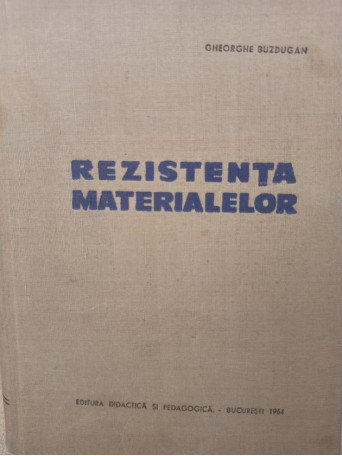 GHEORGHE BUZDUGAN
REZISTENȚA
MATERIALELOR
EDITURA DIDACTICĂ ȘI PEDAGOGICĂ - BUCUREȘTI 1964